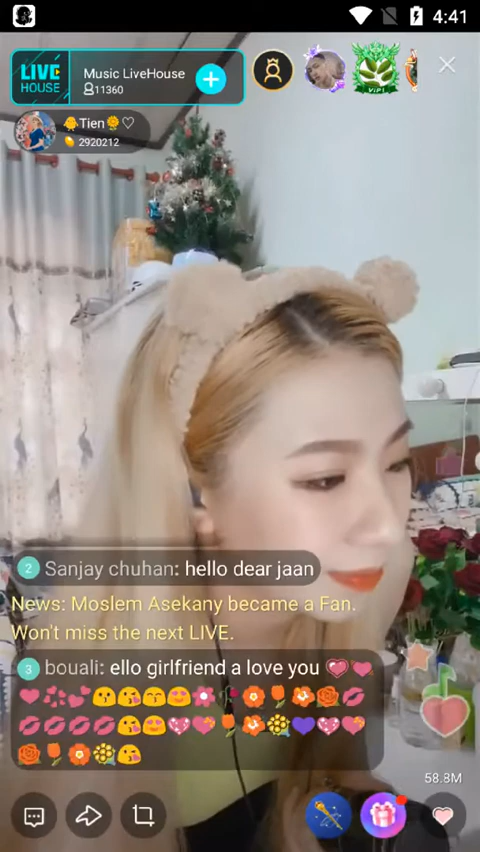 4:41
LIVE
HOUSE
Music LiveHouse
11360
VIP1
Tien
2920212
2 Sanjay chuhan: hello dear jaan
News: Moslem Asekany became a Fan.
Won't miss the next LIVE.
3 bouali: ello girlfriend a love you
58.8M